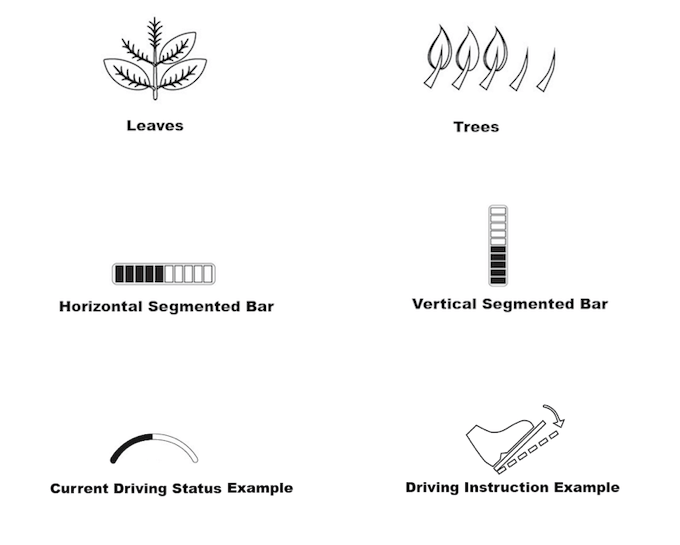 Leaves
Trees
Horizontal Segmented Bar
Vertical Segmented Bar
Current Driving Status Example
Driving Instruction Example